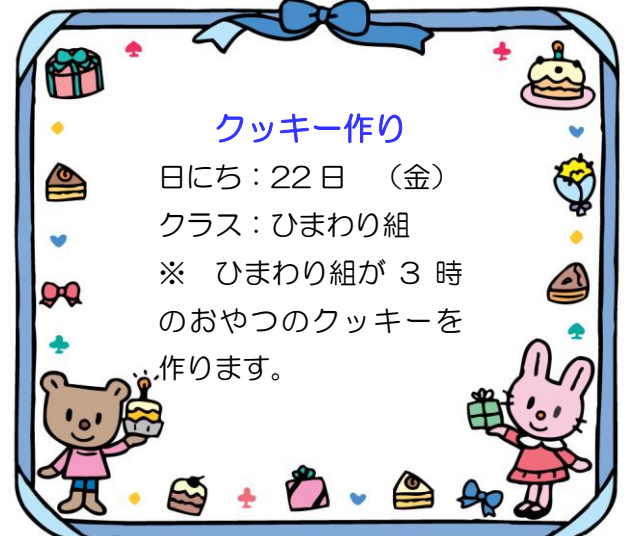 クッキー作り
日にち：22日　（金）
クラス：ひまわり組
※　ひまわり組が 3 時
のおやつのクッキーを
作ります。